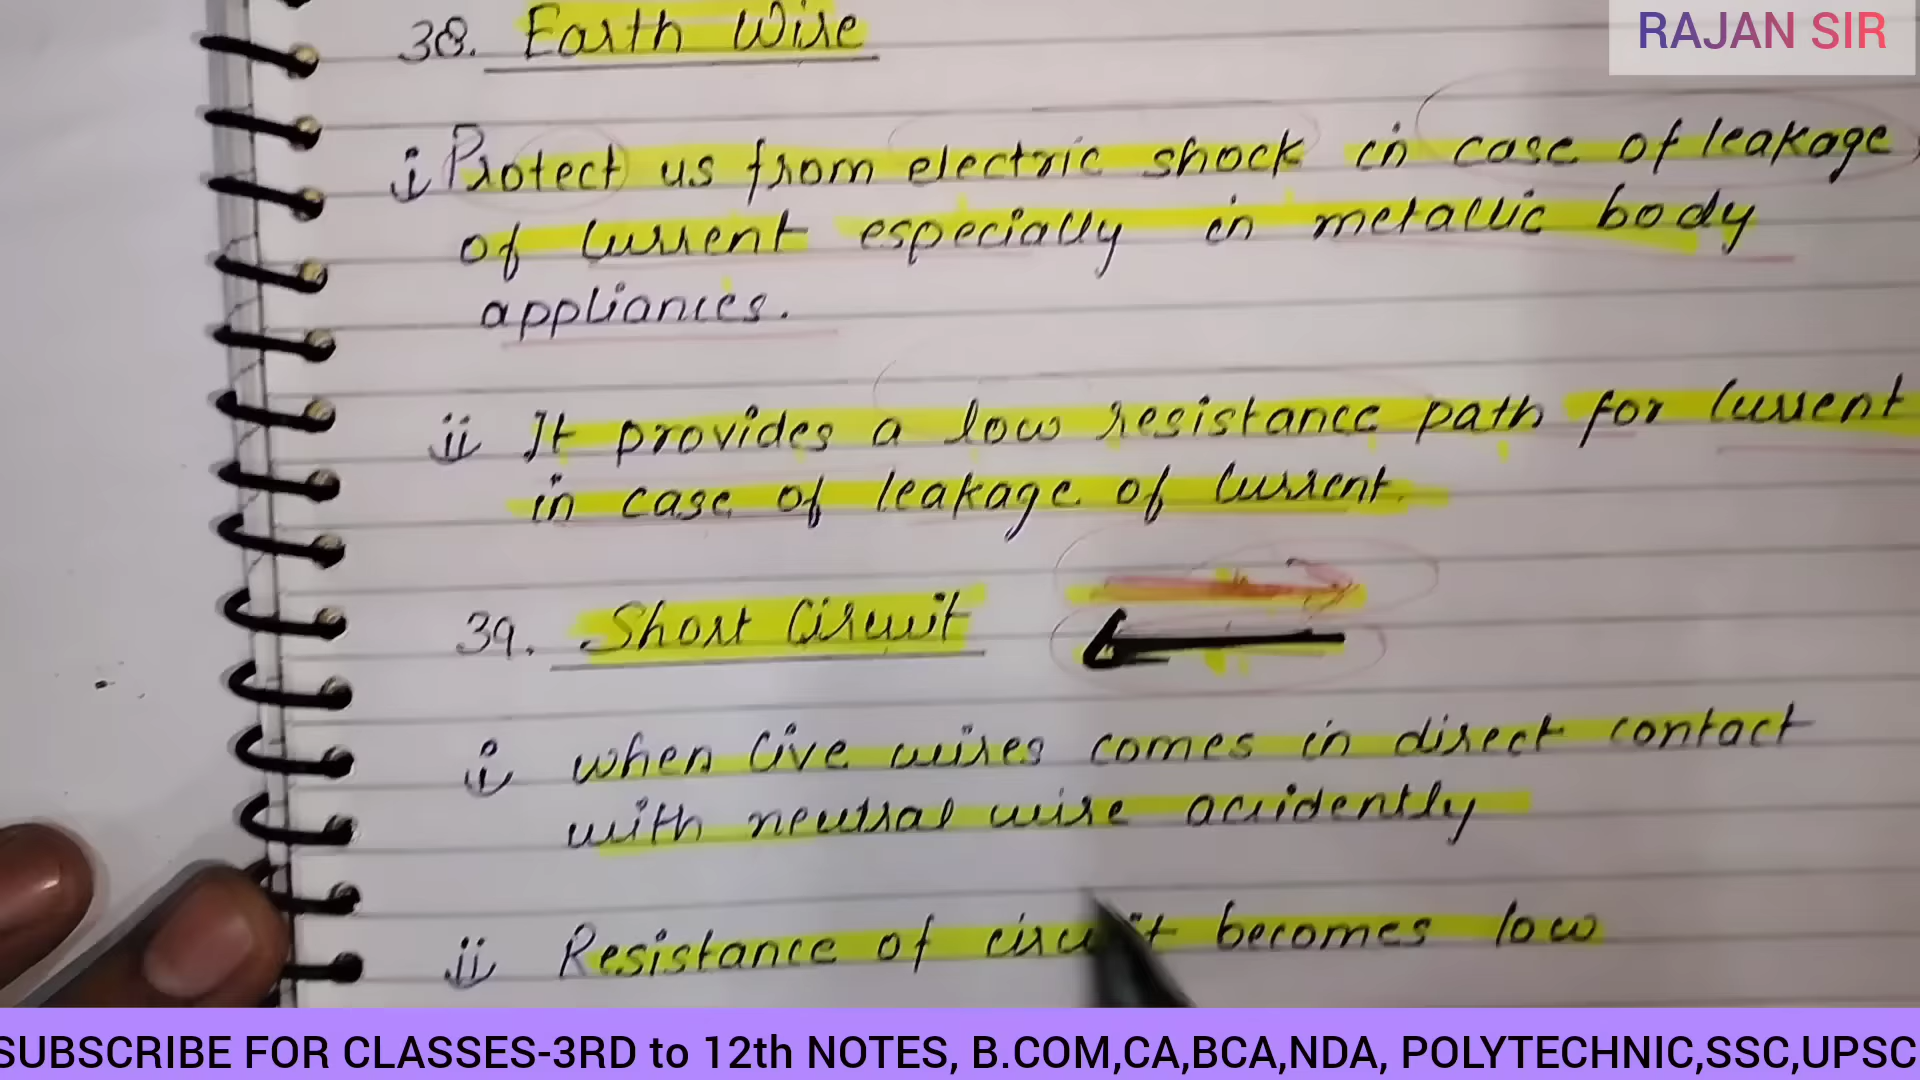 RAJAN SIR
38. Earth Wire
i Protect us from electric shock in case of leakage
of current especially in metallic body
appliances.
ii It provides a low resistance path for current
in case of leakage of current.
39. Short Circuit
i when live wires comes in direct contact
with neutral wire accidently
ii Resistance of circuit becomes low
SUBSCRIBE FOR CLASSES-3RD to 12th NOTES, B.COM,CA,BCA,NDA, POLYTECHNIC,SSC,UPSC